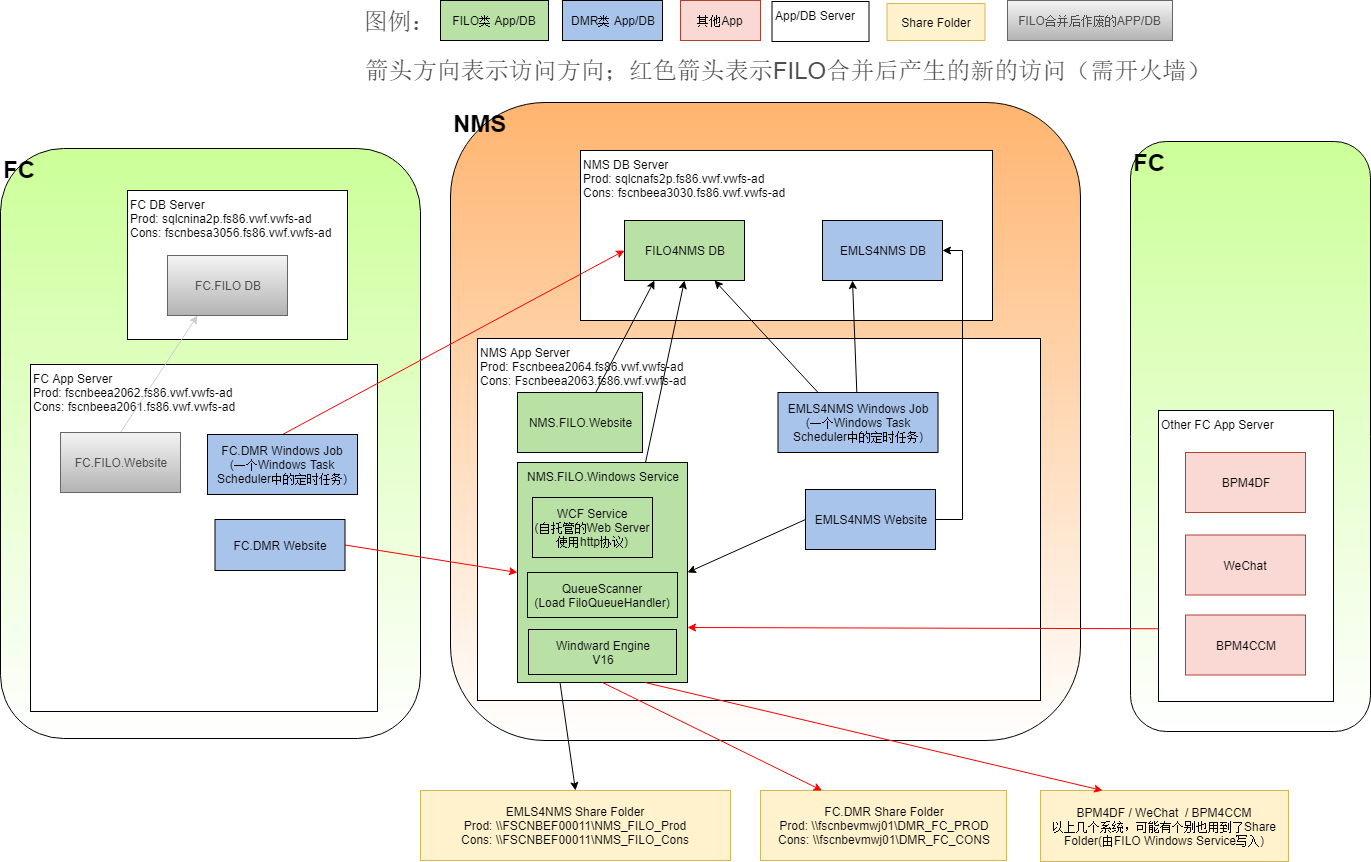 图例：
FILO类 App/DB
DMR类 App/DB
其他App
App/DB Server
Share Folder
FILO合并后作废的APP/DB
箭头方向表示访问方向；红色箭头表示FILO合并后产生的新的访问（需开火墙）
FC
FC DB Server
Prod: sqlcnina2p.fs86.vwf.vwfs-ad
Cons: fscnbesa3056.fs86.vwf.vwfs-ad
FC.FILO DB
FC App Server
Prod: fscnbeea2062.fs86.vwf.vwfs-ad
Cons: fscnbeea2061.fs86.vwf.vwfs-ad
FC.FILO.Website
FC.DMR Windows Job
(一个Windows Task
Scheduler中的定时任务)
FC.DMR Website
NMS
NMS DB Server
Prod: sqlcnafs2p.fs86.vwf.vwfs-ad
Cons: fscnbeea3030.fs86.vwf.vwfs-ad
FILO4NMS DB
EMLS4NMS DB
NMS App Server
Prod: Fscnbeea2064.fs86.vwf.vwfs-ad
Cons: Fscnbeea2063.fs86.vwf.vwfs-ad
NMS.FILO.Website
EMLS4NMS Windows Job
(一个Windows Task
Scheduler中的定时任务)
NMS.FILO.Windows Service
WCF Service
(自托管的Web Server
使用http协议)
QueueScanner
(Load FiloQueueHandler)
Windward Engine
V16
EMLS4NMS Website
FC
Other FC App Server
BPM4DF
WeChat
BPM4CCM
EMLS4NMS Share Folder
Prod: \\FSCNBEF00011\NMS_FILO_Prod
Cons: \\FSCNBEF00011\NMS_FILO_Cons
FC.DMR Share Folder
Prod: \\fscnbevmwj01\DMR_FC_PROD
Cons: \\fscnbevmwj01\DMR_FC_CONS
BPM4DF / WeChat / BPM4CCM
以上几个系统，可能有个别也用到了Share
Folder(由FILO Windows Service写入)